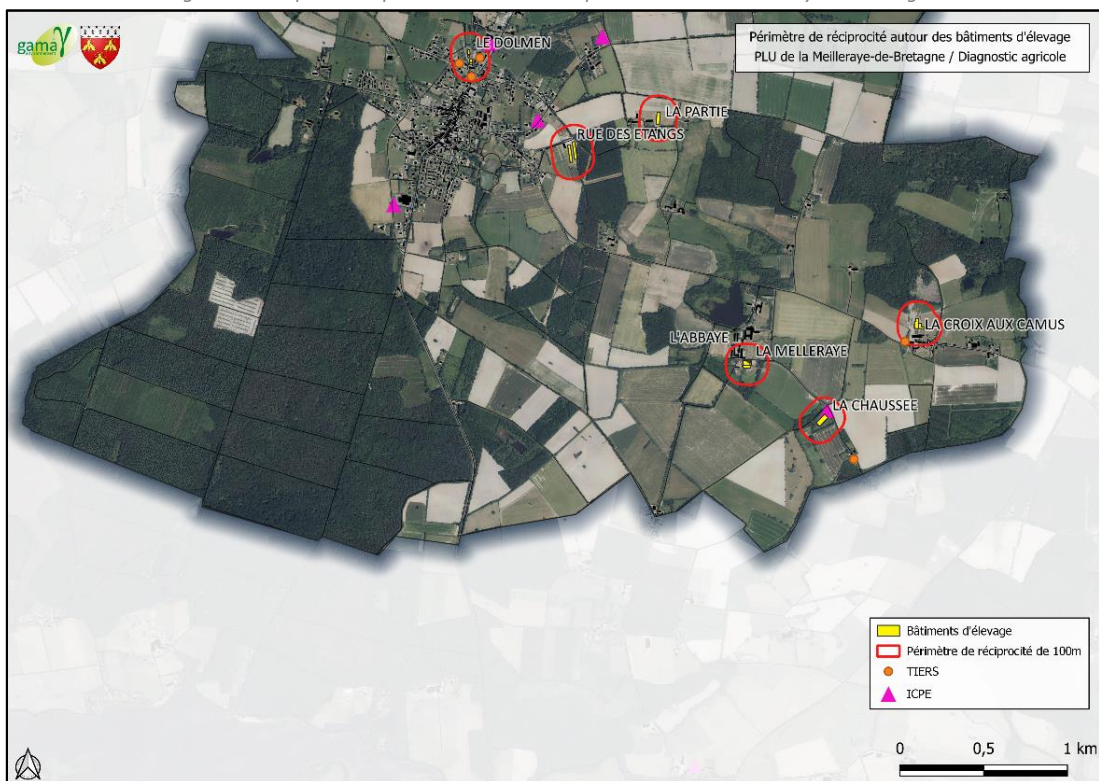 gama
Périmètre de réciprocité autour des bâtiments d'élevage
PLU de la Meilleraye-de-Bretagne / Diagnostic agricole
LE DOLMEN
LA PARTIE
RUE DES ETANGS
LA CROIX AUX CAMUS
L'ABBAYE
LA MELLERAYE
LA CHAUSSEE
Bâtiments d'élevage
Périmètre de réciprocité de 100m
TIERS
ICPE
0 0,5 1 km